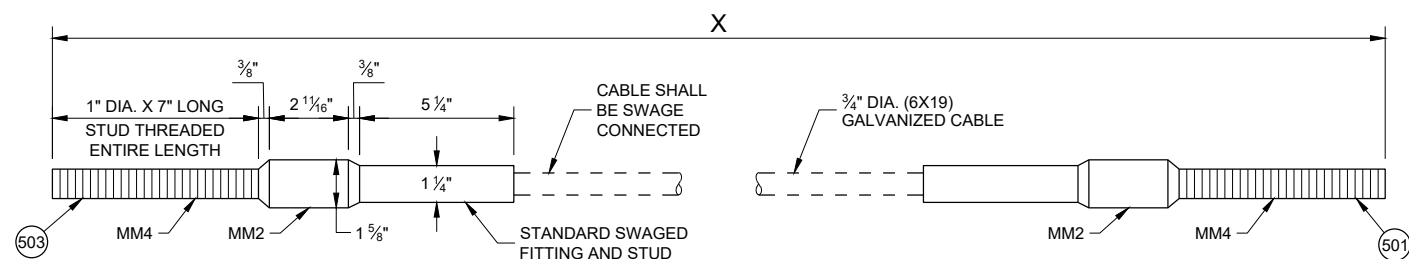 X
3/8"
3/8"
1" DIA. X 7" LONG
2 11/16"
5 1/4"
STUD THREADED
ENTIRE LENGTH
CABLE SHALL
BE SWAGE
CONNECTED
3/4" DIA. (6X19)
GALVANIZED CABLE
1 1/4"
503
MM4
MM2
1 5/8"
STANDARD SWAGED
FITTING AND STUD
MM2
MM4
501